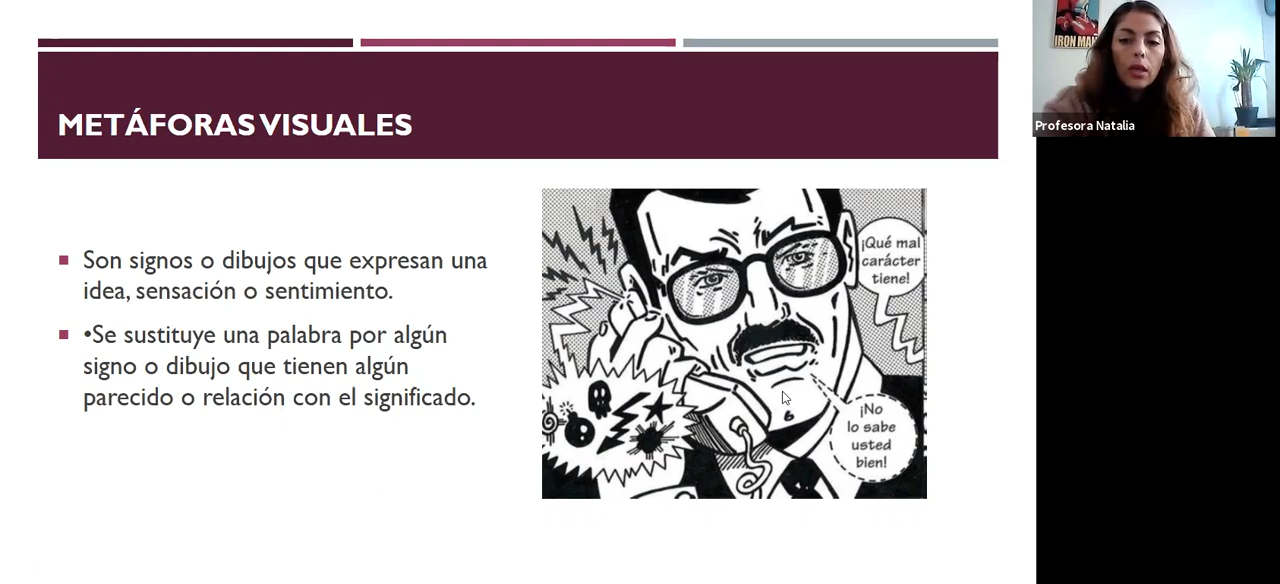 METÁFORAS VISUALES
Son signos o dibujos que expresan una
idea, sensación o sentimiento.
•Se sustituye una palabra por algún
signo o dibujo que tienen algún
parecido o relación con el significado.
¡Qué mal
carácter
tiene!
¡No
lo sabe
usted
bien!
IRON MAN
Profesora Natalia